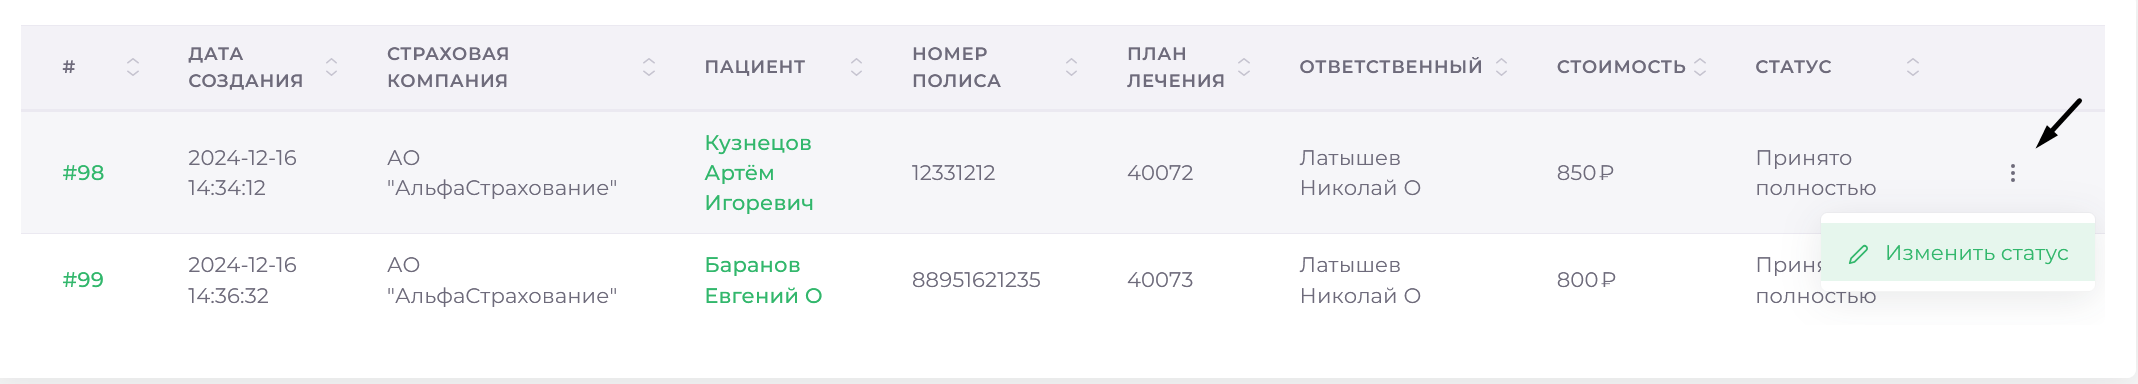 #
ДАТА
СОЗДАНИЯ
СТРАХОВАЯ
КОМПАНИЯ
ПАЦИЕНТ
НОМЕР
ПОЛИСА
ПЛАН
ЛЕЧЕНИЯ
ОТВЕТСТВЕННЫЙ
СТОИМОСТЬ
СТАТУС
#98
2024-12-16
14:34:12
АО
"АльфаСтрахование"
Кузнецов
Артём
Игоревич
12331212
40072
Латышев
Николай О
850₽
Принято
полностью
Изменить статус
#99
2024-12-16
14:36:32
АО
"АльфаСтрахование"
Баранов
Евгений О
88951621235
40073
Латышев
Николай О
800₽
полностью